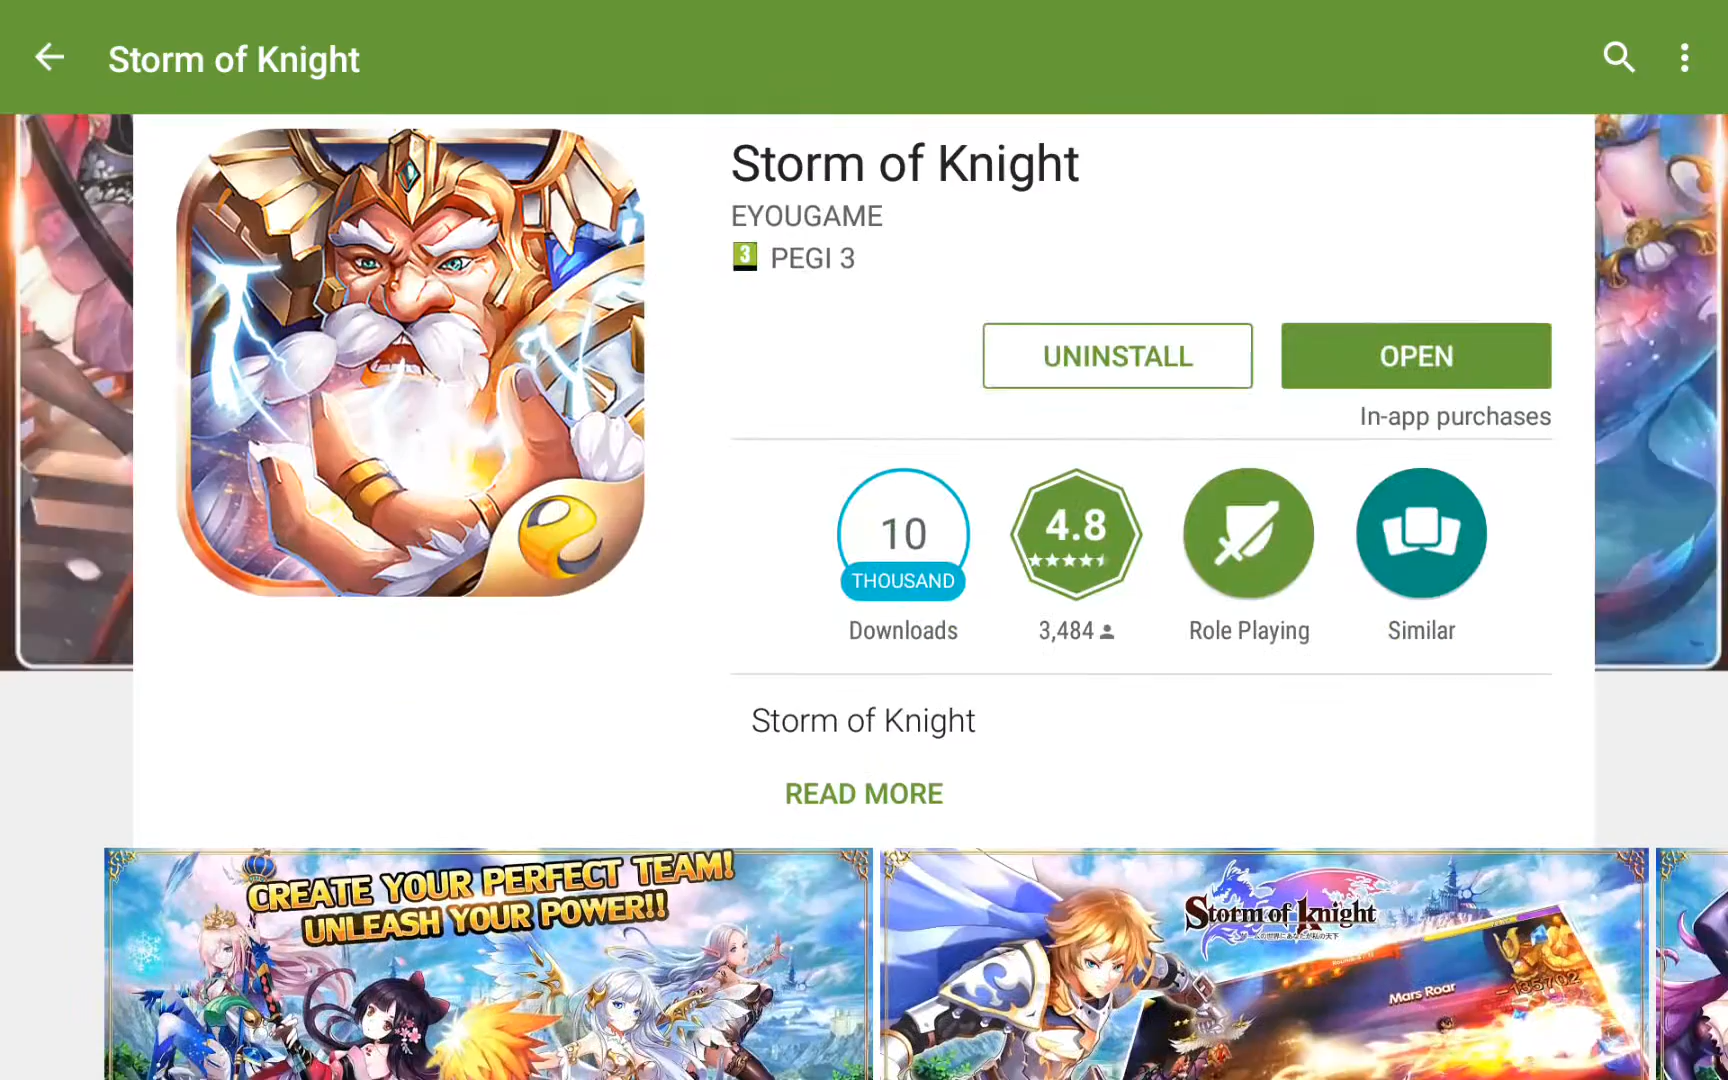 Storm of Knight
Storm of Knight
EYOUGAME
3 PEGI 3
UNINSTALL
OPEN
In-app purchases
10
THOUSAND
4.8
Downloads
3,484
Role Playing
Similar
Storm of Knight
READ MORE
CREATE YOUR PERFECT TEAM!
UNLEASH YOUR POWER!!
Storm of Knight
Mars Roar